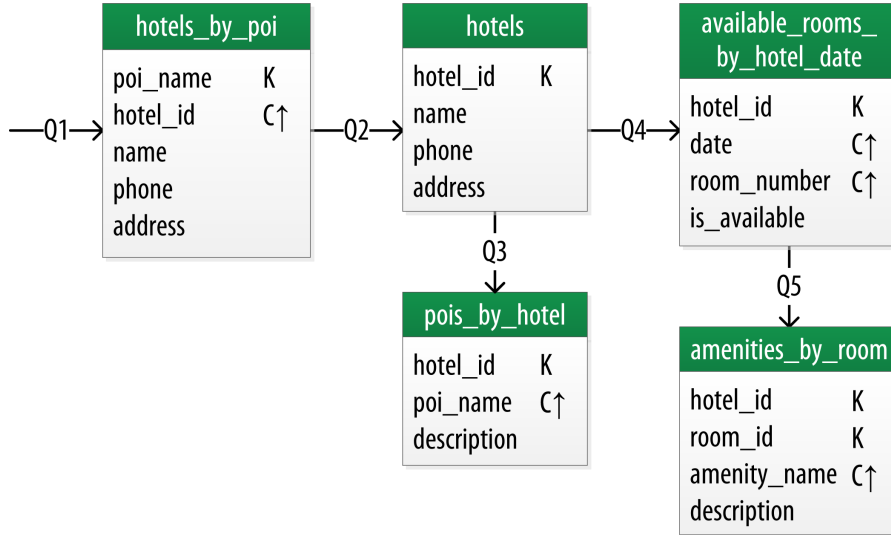 hotels_by_poi
poi_name K
hotel_id C↑
name
phone
address
Q1
Q2
hotels
hotel_id K
name
phone
address
Q3
pois_by_hotel
hotel_id K
poi_name C↑
description
Q4
available_rooms_
by_hotel_date
hotel_id K
date C↑
room_number C↑
is_available
Q5
amenities_by_room
hotel_id K
room_id K
amenity_name C↑
description